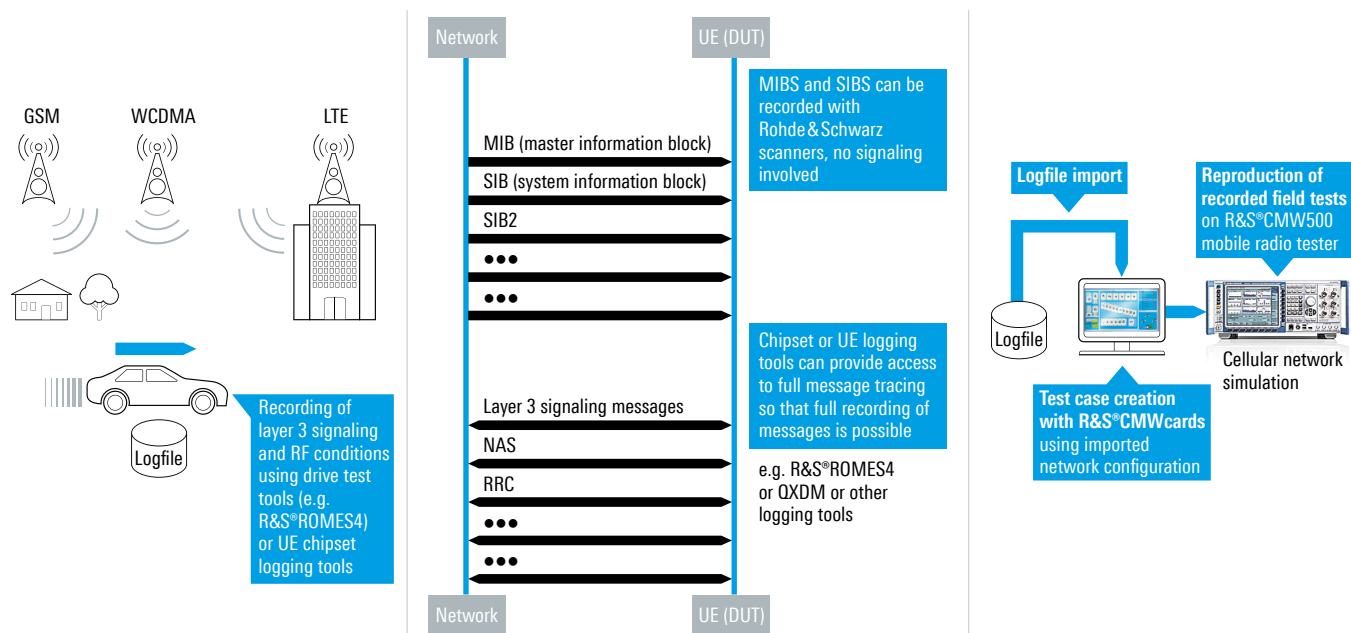 GSM
WCDMA
LTE
Logfile
Recording of
layer 3 signaling
and RF conditions
using drive test
tools (e.g.
R&S®ROMES4)
or UE chipset
logging tools
Network
UE (DUT)
MIB (master information block)
SIB (system information block)
SIB2
●●●
●●●
MIBS and SIBS can be
recorded with
Rohde & Schwarz
scanners, no signaling
involved
Layer 3 signaling messages
NAS
RRC
●●●
●●●
Chipset or UE logging
tools can provide access
to full message tracing
so that full recording of
messages is possible
e.g. R&S®ROMES4
or QXDM or other
logging tools
Network
UE (DUT)
Logfile import
Logfile
Test case creation
with R&S®CMWcards
using imported
network configuration
Reproduction of
recorded field tests
on R&S®CMW500
mobile radio tester
Cellular network
simulation